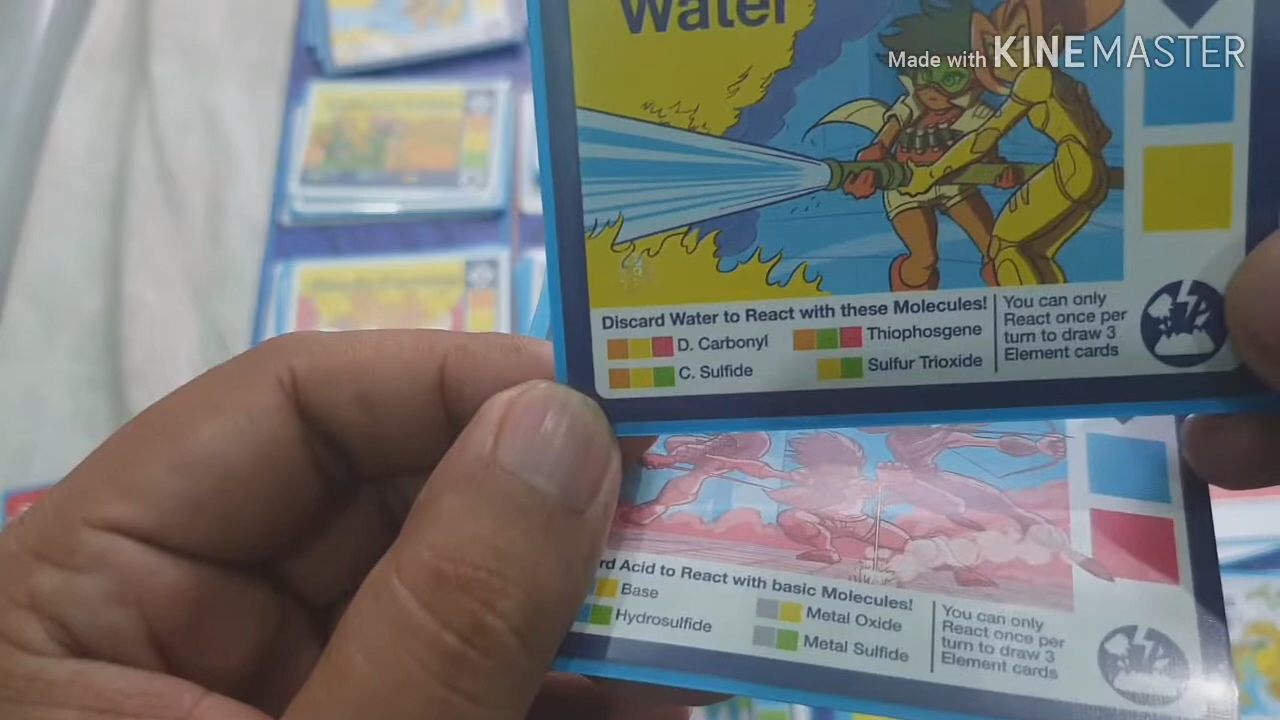 Water
Made with KINEMASTER
Discard Water to React with these Molecules!
D. Carbonyl
Thiophosgene
C. Sulfide
Sulfur Trioxide
You can only
React once per
turn to draw 3
Element cards
rd Acid to React with basic Molecules!
Base
Metal Oxide
Hydrosulfide
Metal Sulfide
You can only
React once per
turn to draw 3
Element cards